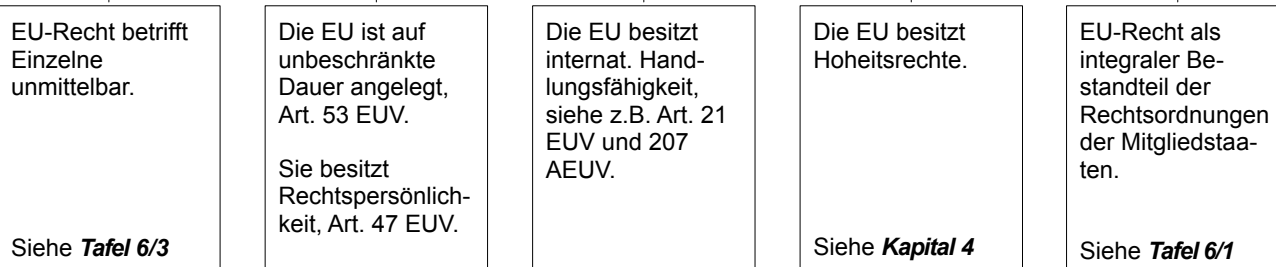 EU-Recht betrifft
Einzelne
unmittelbar.
Siehe Tafel 6/3
Die EU ist auf
unbeschränkte
Dauer angelegt,
Art. 53 EUV.
Sie besitzt
Rechtspersönlich-
keit, Art. 47 EUV.
Die EU besitzt
internat. Hand-
lungsfähigkeit,
siehe z.B. Art. 21
EUV und 207
AEUV.
Die EU besitzt
Hoheitsrechte.
Siehe Kapital 4
EU-Recht als
integraler Be-
standteil der
Rechtsordnungen
der Mitgliedstaa-
ten.
Siehe Tafel 6/1